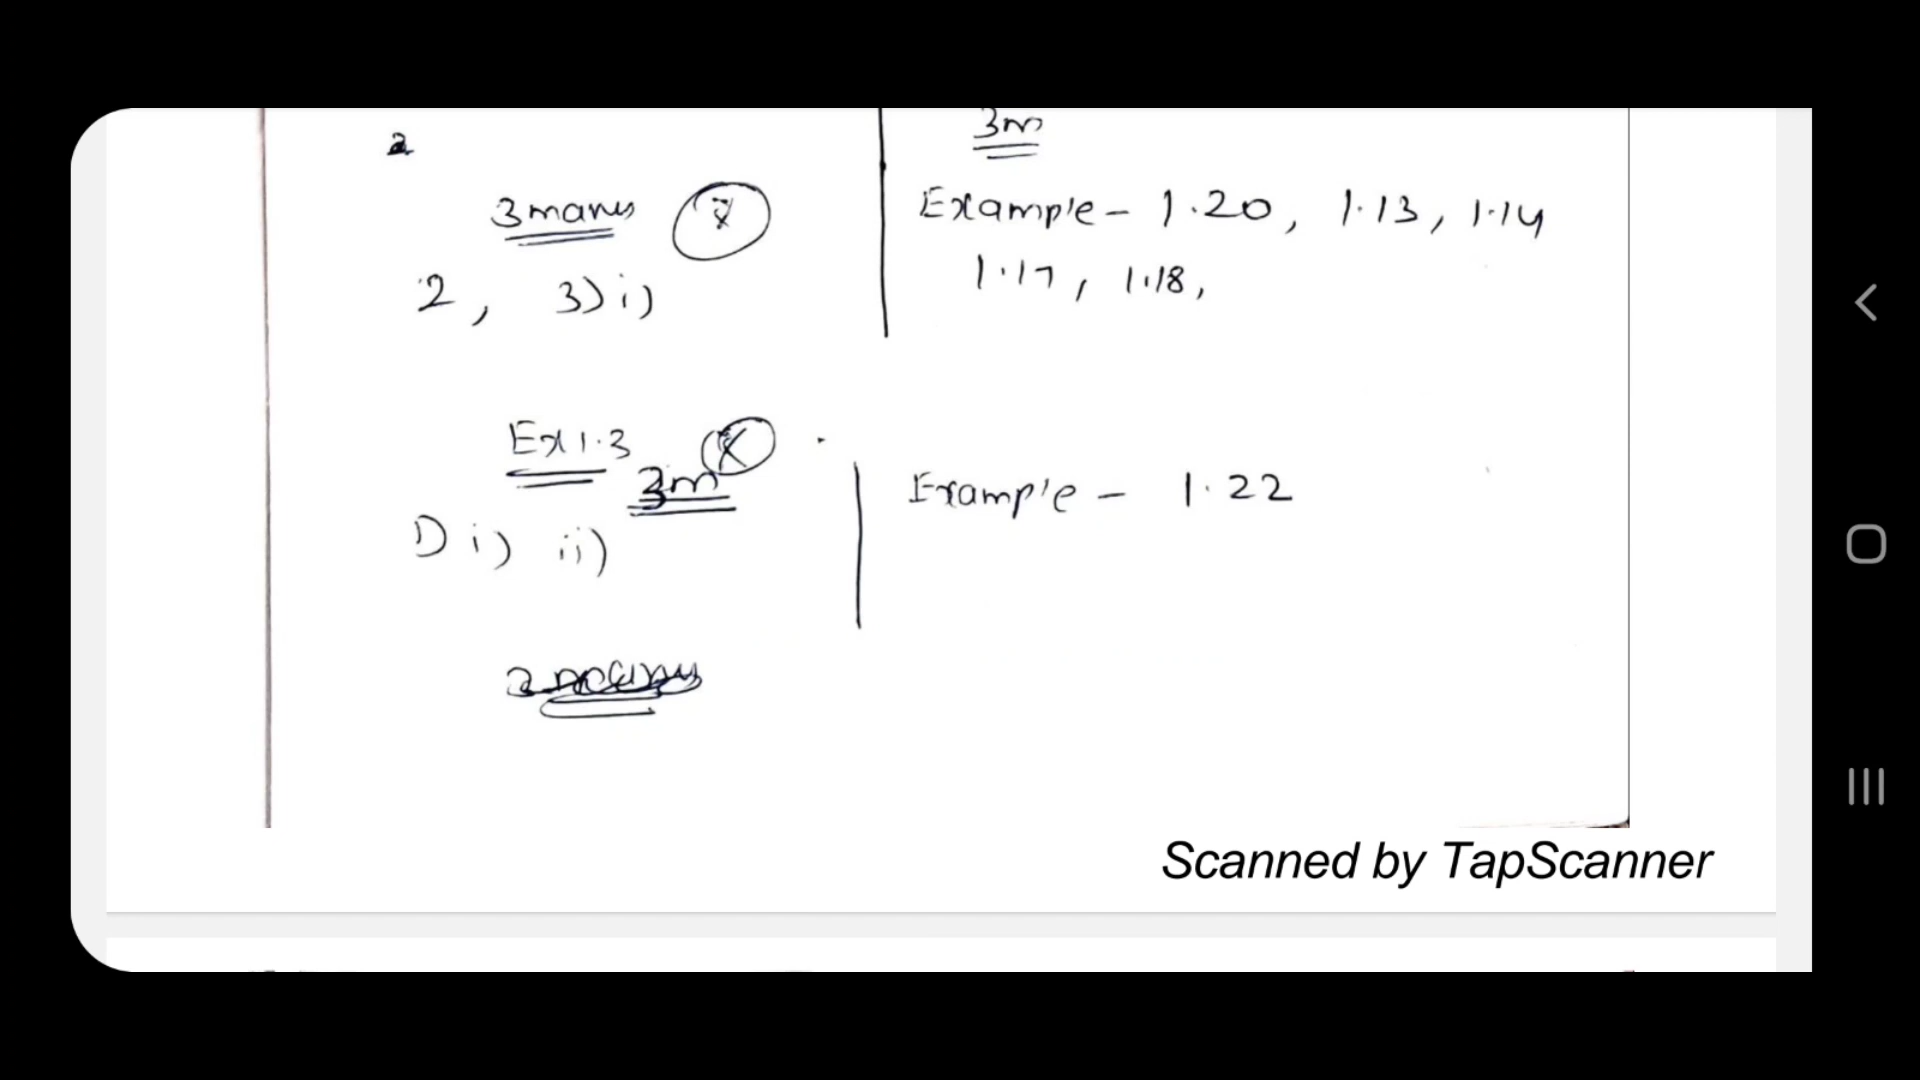 2
3m
3marks
Example - 1.20, 1.13, 1.14
2, 3) i)
1.17, 1.18,
Ex 1.3
3m
Example - 1.22
1) i) ii)
Scanned by TapScanner